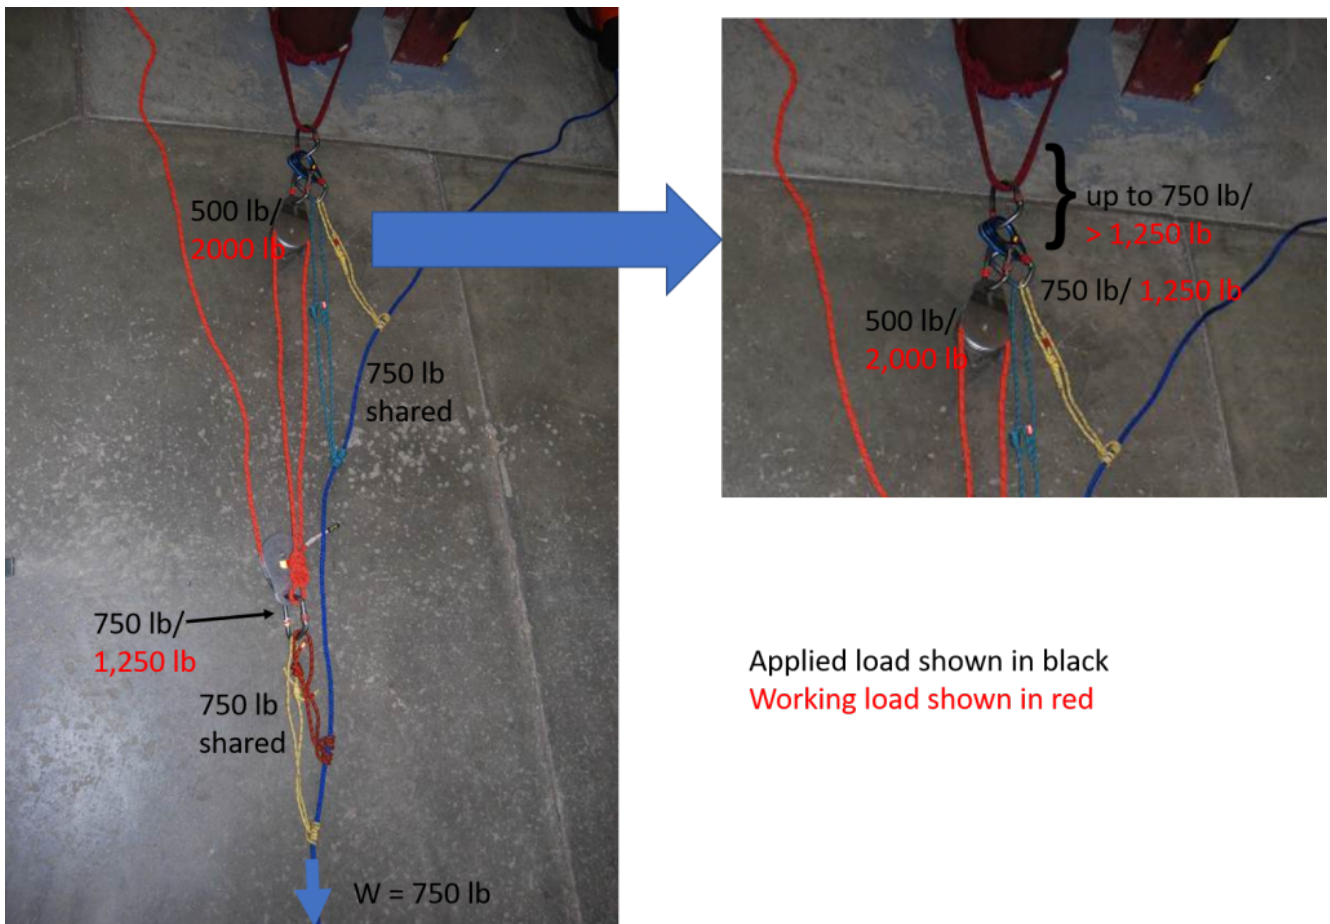 500 lb/
2000 lb
750 lb
shared
750 lb/
1,250 lb
750 lb
shared
W = 750 lb
up to 750 lb/
> 1,250 lb
750 lb/ 1,250 lb
500 lb/
2,000 lb
Applied load shown in black
Working load shown in red